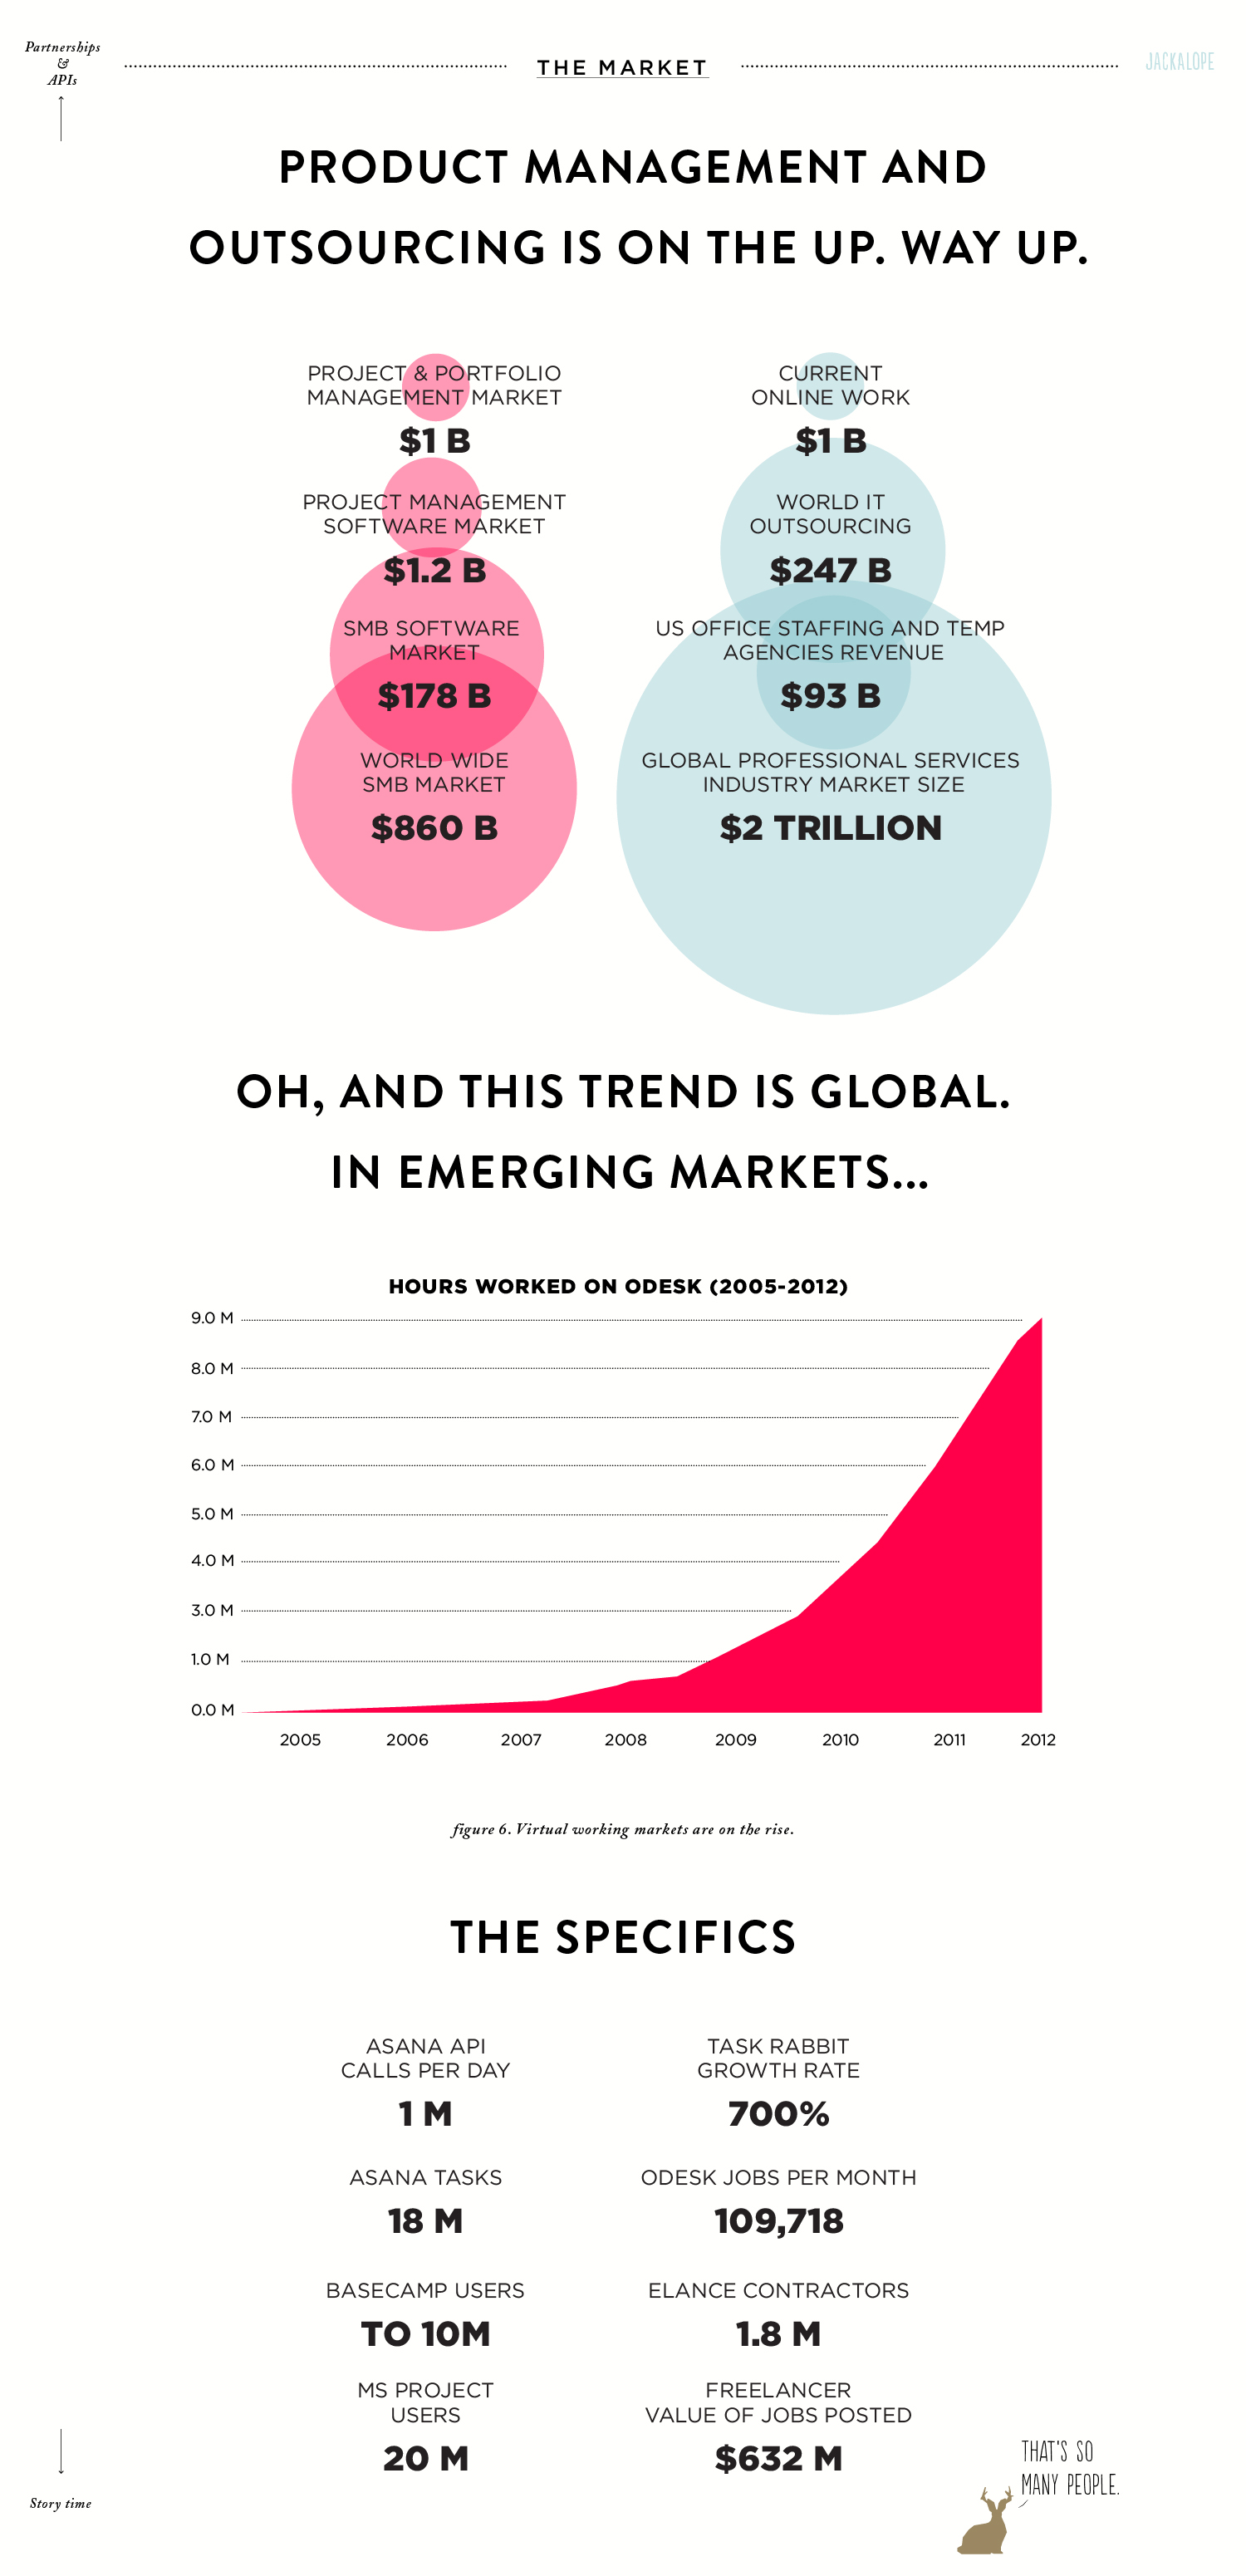 Partnerships
&
APIs
THE MARKET
JACKALOPE
PRODUCT MANAGEMENT AND
OUTSOURCING IS ON THE UP. WAY UP.
PROJECT & PORTFOLIO
MANAGEMENT MARKET
$1 B
PROJECT MANAGEMENT
SOFTWARE MARKET
$1.2 B
SMB SOFTWARE
MARKET
$178 B
WORLD WIDE
SMB MARKET
$860 B
CURRENT
ONLINE WORK
$1 B
WORLD IT
OUTSOURCING
$247 B
US OFFICE STAFFING AND TEMP
AGENCIES REVENUE
$93 B
GLOBAL PROFESSIONAL SERVICES
INDUSTRY MARKET SIZE
$2 TRILLION
OH, AND THIS TREND IS GLOBAL.
IN EMERGING MARKETS...
HOURS WORKED ON ODESK (2005-2012)
9.0 M
8.0 M
7.0 M
6.0 M
5.0 M
4.0 M
3.0 M
1.0 M
0.0 M
2005 2006 2007 2008 2009 2010 2011 2012
figure 6. Virtual working markets are on the rise.
THE SPECIFICS
ASANA API
CALLS PER DAY
1 M
ASANA TASKS
18 M
BASECAMP USERS
TO 10M
MS PROJECT
USERS
20 M
TASK RABBIT
GROWTH RATE
700%
ODESK JOBS PER MONTH
109,718
ELANCE CONTRACTORS
1.8 M
FREELANCER
VALUE OF JOBS POSTED
$632 M
THAT'S SO
MANY PEOPLE.
Story time